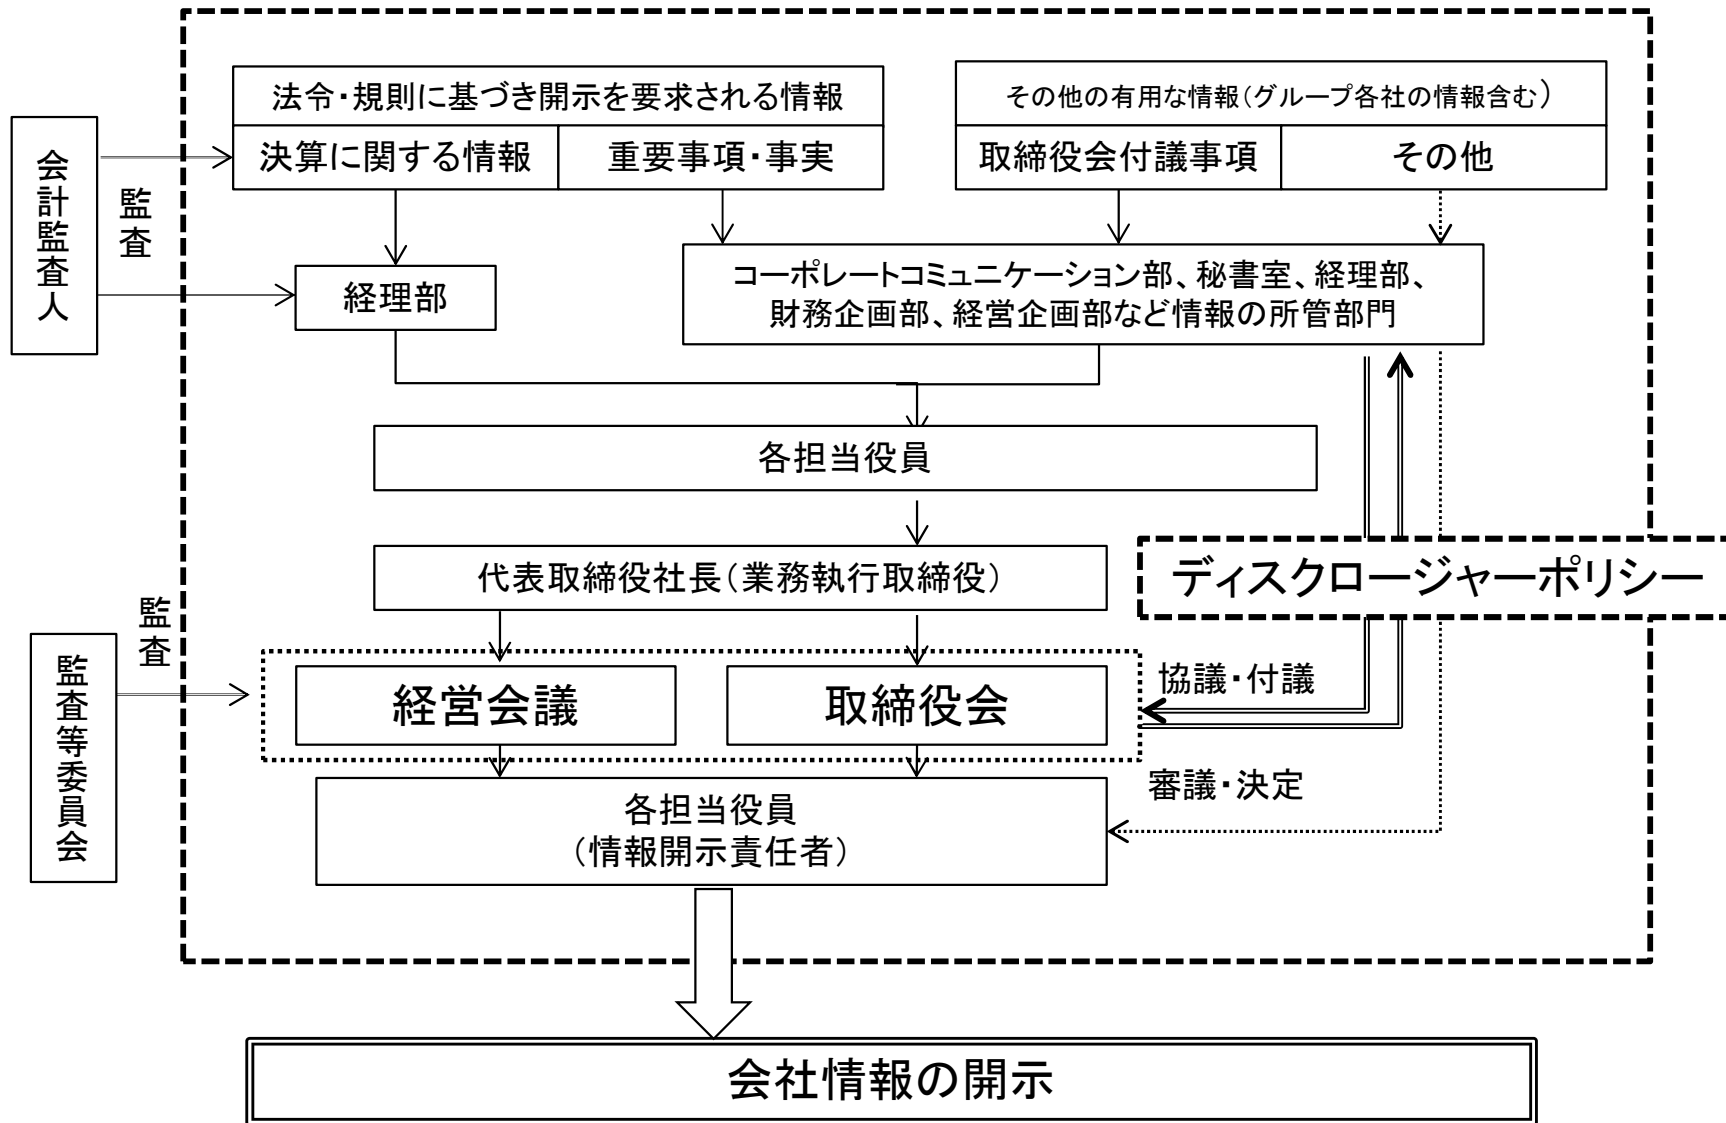 法令・規則に基づき開示を要求される情報
決算に関する情報
重要事項・事実
その他の有用な情報(グループ各社の情報含む)
取締役会付議事項
その他
会計監査人
監査
経理部
コーポレートコミュニケーション部、秘書室、経理部、
財務企画部、経営企画部など情報の所管部門
各担当役員
代表取締役社長(業務執行取締役)
ディスクロージャーポリシー
監査等委員会
監査
経営会議
取締役会
協議・付議
審議・決定
各担当役員
(情報開示責任者)
会社情報の開示